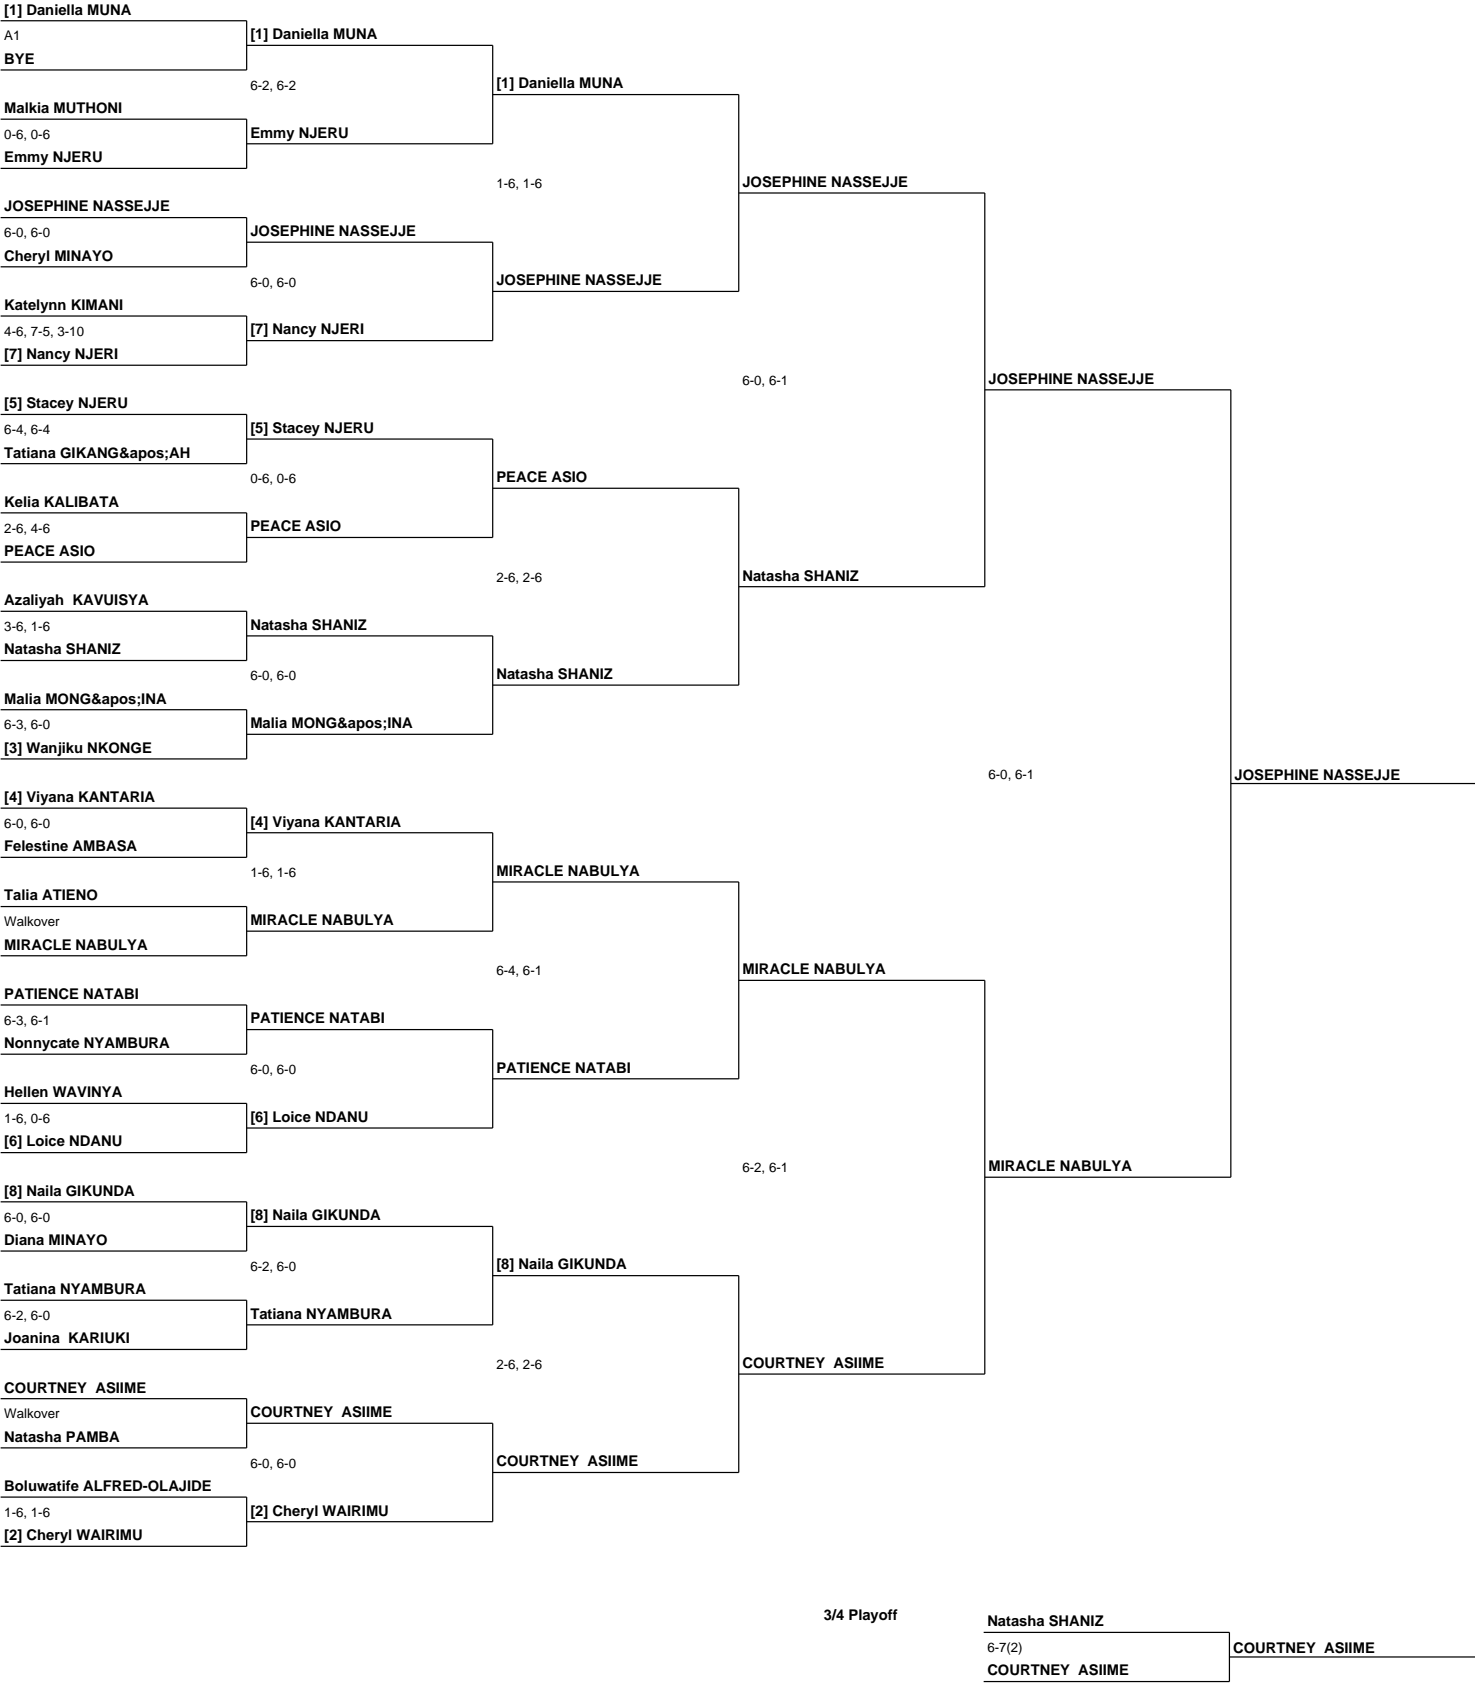 [1] Daniella MUNA
A1
BYE
Malkia MUTHONI
0-6, 0-6
Emmy NJERU
JOSEPHINE NASSEJJE
6-0, 6-0
Cheryl MINAYO
Katelynn KIMANI
4-6, 7-5, 3-10
[7] Nancy NJERI
[5] Stacey NJERU
6-4, 6-4
Tatiana GIKANG&apos;AH
Kelia KALIBATA
2-6, 4-6
PEACE ASIO
Azaliyah  KAVUISYA
3-6, 1-6
Natasha SHANIZ
Malia MONG&apos;INA
6-3, 6-0
[3] Wanjiku NKONGE
[4] Viyana KANTARIA
6-0, 6-0
Felestine AMBASA
Talia ATIENO
Walkover
MIRACLE NABULYA
PATIENCE NATABI
6-3, 6-1
Nonnycate NYAMBURA
Hellen WAVINYA
1-6, 0-6
[6] Loice NDANU
[8] Naila GIKUNDA
6-0, 6-0
Diana MINAYO
Tatiana NYAMBURA
6-2, 6-0
Joanina  KARIUKI
COURTNEY  ASIIME
Walkover
Natasha PAMBA
Boluwatife ALFRED-OLAJIDE
1-6, 1-6
[2] Cheryl WAIRIMU
[1] Daniella MUNA
6-2, 6-2
Emmy NJERU
JOSEPHINE NASSEJJE
6-0, 6-0
[7] Nancy NJERI
[5] Stacey NJERU
0-6, 0-6
PEACE ASIO
Natasha SHANIZ
6-0, 6-0
Malia MONG&apos;INA
[4] Viyana KANTARIA
1-6, 1-6
MIRACLE NABULYA
PATIENCE NATABI
6-0, 6-0
[6] Loice NDANU
[8] Naila GIKUNDA
6-2, 6-0
Tatiana NYAMBURA
COURTNEY  ASIIME
6-0, 6-0
[2] Cheryl WAIRIMU
[1] Daniella MUNA
1-6, 1-6
JOSEPHINE NASSEJJE
PEACE ASIO
2-6, 2-6
Natasha SHANIZ
MIRACLE NABULYA
6-4, 6-1
PATIENCE NATABI
[8] Naila GIKUNDA
2-6, 2-6
COURTNEY  ASIIME
JOSEPHINE NASSEJJE
6-0, 6-1
Natasha SHANIZ
MIRACLE NABULYA
6-2, 6-1
COURTNEY  ASIIME
JOSEPHINE NASSEJJE
6-0, 6-1
MIRACLE NABULYA
JOSEPHINE NASSEJJE
3/4 Playoff
Natasha SHANIZ
6-7(2)
COURTNEY  ASIIME
COURTNEY  ASIIME